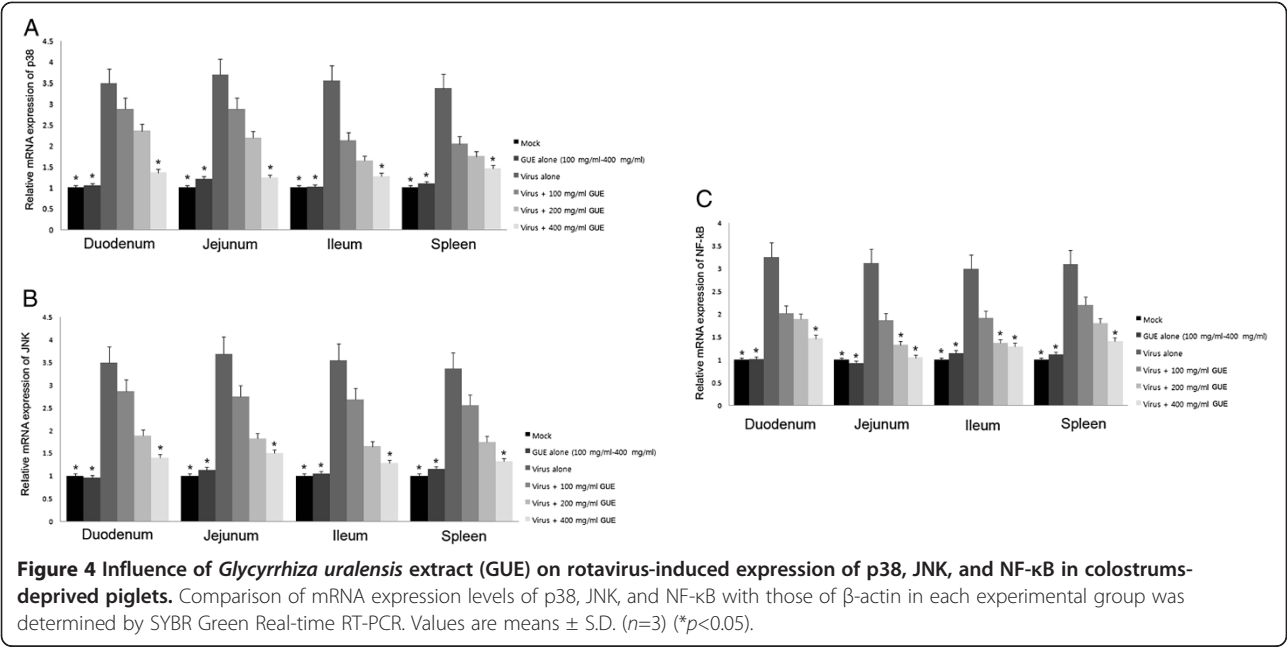 A
Relative mRNA expression of p38
4.5
4
3.5
3
2.5
2
1.5
1
0.5
0
* * * * * * * * * * * *
Duodenum Jejunum Ileum Spleen
Mock
GUE alone (100 mg/ml-400 mg/ml)
Virus alone
Virus + 100 mg/ml GUE
Virus + 200 mg/ml GUE
Virus + 400 mg/ml GUE
B
Relative mRNA expression of JNK
4.5
4
3.5
3
2.5
2
1.5
1
0.5
0
* * * * * * * * * * * *
Duodenum Jejunum Ileum Spleen
Mock
GUE alone (100 mg/ml-400 mg/ml)
Virus alone
Virus + 100 mg/ml GUE
Virus + 200 mg/ml GUE
Virus + 400 mg/ml GUE
C
Relative mRNA expression of NF-kB
4
3.5
3
2.5
2
1.5
1
0.5
0
* * * * * * * * * * * * * *
Duodenum Jejunum Ileum Spleen
Mock
GUE alone (100 mg/ml-400 mg/ml)
Virus alone
Virus + 100 mg/ml GUE
Virus + 200 mg/ml GUE
Virus + 400 mg/ml GUE
Figure 4 Influence of Glycyrrhiza uralensis extract (GUE) on rotavirus-induced expression of p38, JNK, and NF-κB in colostrums-
deprived piglets. Comparison of mRNA expression levels of p38, JNK, and NF-κB with those of β-actin in each experimental group was
determined by SYBR Green Real-time RT-PCR. Values are means ± S.D. (n=3) (*p<0.05).